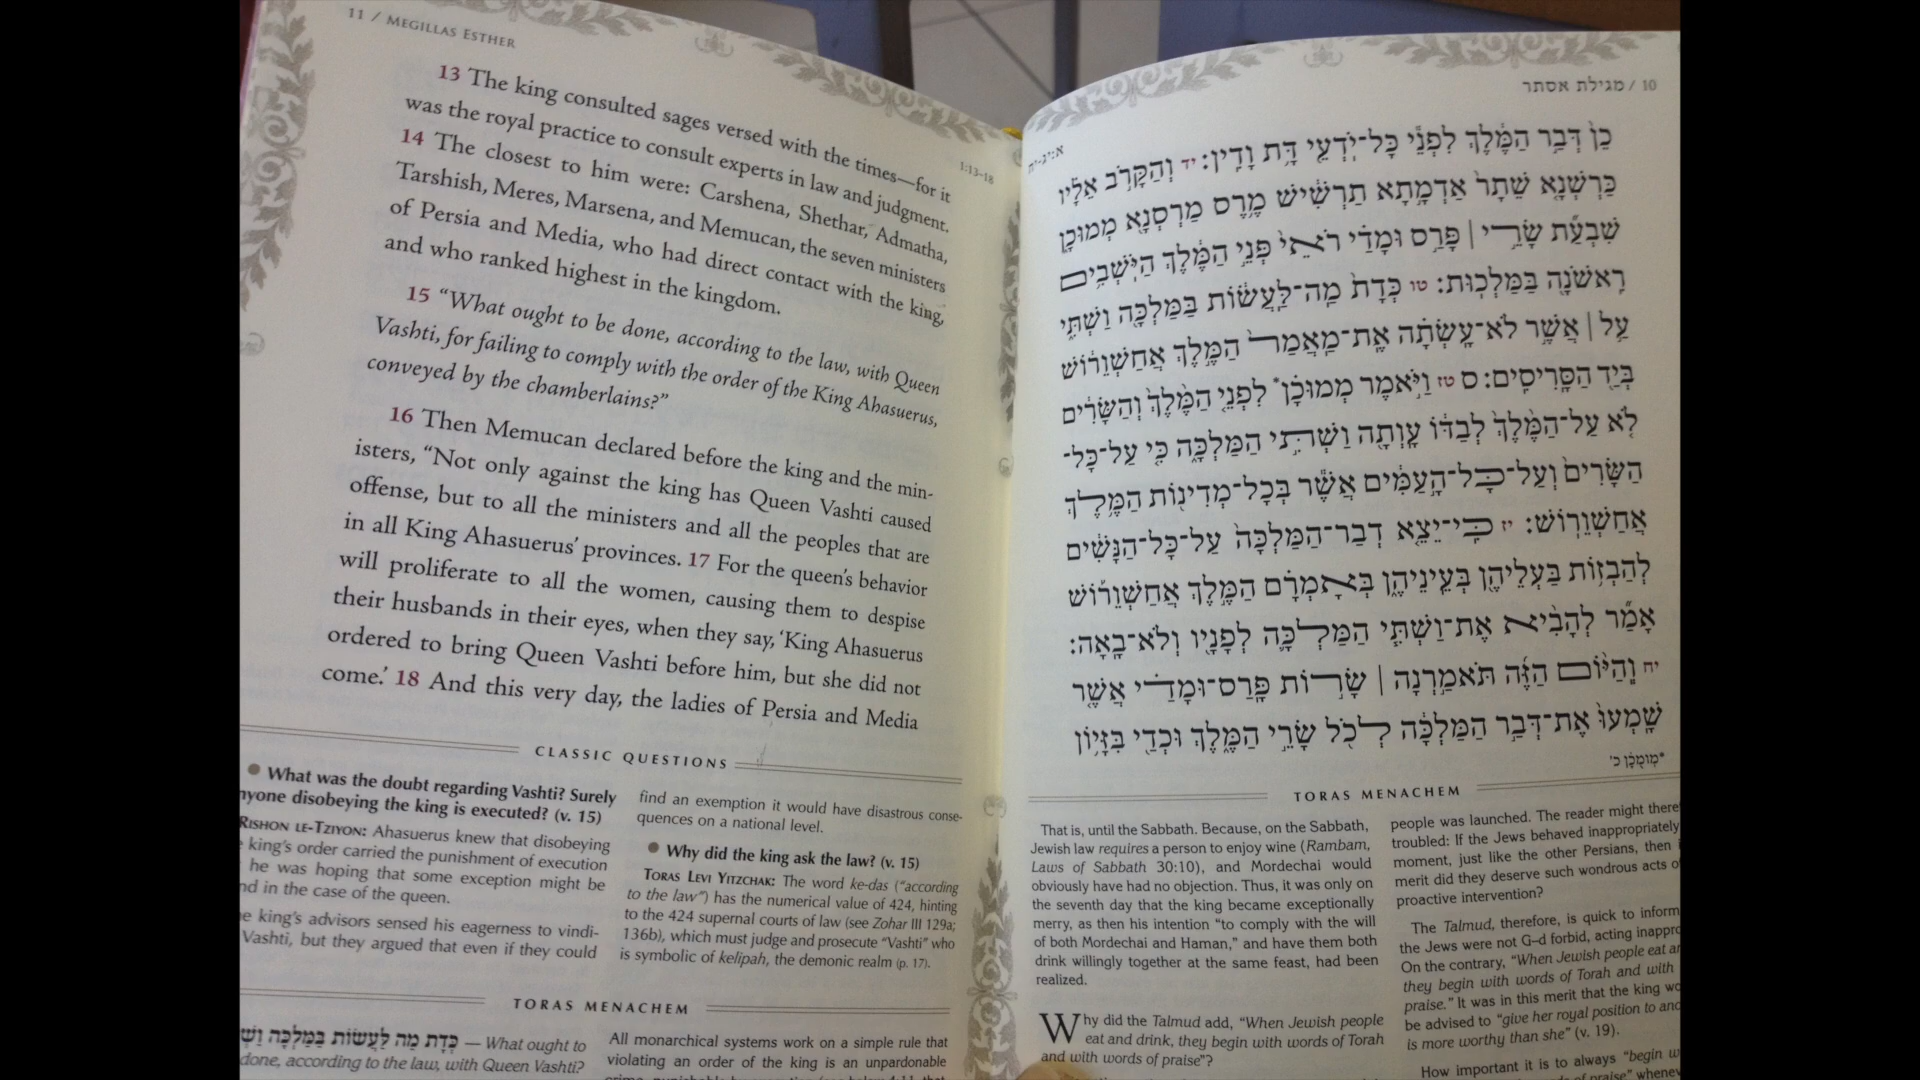 11 / MEGILLAS ESTHER
1:13-18
13 The king consulted sages versed with the times—for it
was the royal practice to consult experts in law and judgment.
14 The closest to him were: Carshena, Shethar, Admatha,
Tarshish, Meres, Marsena, and Memucan, the seven ministers
of Persia and Media, who had direct contact with the king,
and who ranked highest in the kingdom.
15 “What ought to be done, according to the law, with Queen
Vashti, for failing to comply with the order of the King Ahasuerus,
conveyed by the chamberlains?”
16 Then Memucan declared before the king and the min-
isters, “Not only against the king has Queen Vashti caused
offense, but to all the ministers and all the peoples that are
in all King Ahasuerus’ provinces. 17 For the queen’s behavior
will proliferate to all the women, causing them to despise
their husbands in their eyes, when they say, ‘King Ahasuerus
ordered to bring Queen Vashti before him, but she did not
come.’ 18 And this very day, the ladies of Persia and Media
CLASSIC QUESTIONS
● What was the doubt regarding Vashti? Surely
nyone disobeying the king is executed? (v. 15)
RISHON LE-TZIYON: Ahasuerus knew that disobeying
king’s order carried the punishment of execution
he was hoping that some exception might be
nd in the case of the queen.
e king’s advisors sensed his eagerness to vindi-
Vashti, but they argued that even if they could
find an exemption it would have disastrous conse-
quences on a national level.
● Why did the king ask the law? (v. 15)
TORAS LEVI YITZCHAK: The word ke-das (“according
to the law”) has the numerical value of 424, hinting
to the 424 supernal courts of law (see Zohar III 129a;
136b), which must judge and prosecute “Vashti” who
is symbolic of kelipah, the demonic realm (p. 17).
TORAS MENACHEM
כְּדָת מַה לַּעֲשׂוֹת בַּמַּלְכָּה וַשְׁ — What ought to
done, according to the law, with Queen Vashti?
All monarchical systems work on a simple rule that
violating an order of the king is an unpardonable
10 / מגילת אסתר
א:יג-יח
כֵּן דְּבַר הַמֶּלֶךְ לִפְנֵי כָּל־יֹדְעֵי דָּת וָדִין: יד וְהַקָּרֹב אֵלָיו
כַּרְשְׁנָא שֵׁתָר אַדְמָתָא תַרְשִׁישׁ מֶרֶס מַרְסְנָא מְמוּכָן
שִׁבְעַת שָׂרֵי | פָּרַס וּמָדַי רֹאֵי פְּנֵי הַמֶּלֶךְ הַיֹּשְׁבִים
רִאשֹׁנָה בַּמַּלְכוּת: טו כְּדָת מַה־לַּעֲשׂוֹת בַּמַּלְכָּה וַשְׁתִּי
עַל | אֲשֶׁר לֹא־עָשְׂתָה אֶת־מַאֲמַר הַמֶּלֶךְ אֲחַשְׁוֵרוֹשׁ
בְּיַד הַסָּרִיסִים: ס טז וַיֹּאמֶר מְמוּכָן* לִפְנֵי הַמֶּלֶךְ וְהַשָּׂרִים
לֹא עַל־הַמֶּלֶךְ לְבַדּוֹ עָוְתָה וַשְׁתִּי הַמַּלְכָּה כִּי עַל־כָּל־
הַשָּׂרִים וְעַל־כָּל־הָעַמִּים אֲשֶׁר בְּכָל־מְדִינוֹת הַמֶּלֶךְ
אֲחַשְׁוֵרוֹשׁ: יז כִּי־יֵצֵא דְבַר־הַמַּלְכָּה עַל־כָּל־הַנָּשִׁים
לְהַבְזוֹת בַּעְלֵיהֶן בְּעֵינֵיהֶן בְּאָמְרָם הַמֶּלֶךְ אֲחַשְׁוֵרוֹשׁ
אָמַר לְהָבִיא אֶת־וַשְׁתִּי הַמַּלְכָּה לְפָנָיו וְלֹא־בָאָה:
יח וְהַיּוֹם הַזֶּה תֹּאמַרְנָה | שָׂרוֹת פָּרַס־וּמָדַי אֲשֶׁר
שָׁמְעוּ אֶת־דְּבַר הַמַּלְכָּה לְכֹל שָׂרֵי הַמֶּלֶךְ וּכְדַי בִּזָּיוֹן
*מְומֻכָן כ׳
TORAS MENACHEM
That is, until the Sabbath. Because, on the Sabbath,
Jewish law requires a person to enjoy wine (Rambam,
Laws of Sabbath 30:10), and Mordechai would
obviously have had no objection. Thus, it was only on
the seventh day that the king became exceptionally
merry, as then his intention “to comply with the will
of both Mordechai and Haman,” and have them both
drink willingly together at the same feast, had been
realized.
Why did the Talmud add, “When Jewish people
eat and drink, they begin with words of Torah
and with words of praise”?
people was launched. The reader might there
troubled: If the Jews behaved inappropriately
moment, just like the other Persians, then
merit did they deserve such wondrous acts o
proactive intervention?
The Talmud, therefore, is quick to inform
the Jews were not G–d forbid, acting inappro
On the contrary, “When Jewish people eat an
they begin with words of Torah and with
praise.” It was in this merit that the king wo
be advised to “give her royal position to and
is more worthy than she” (v. 19).
How important it is to always “begin w
of praise” whenev